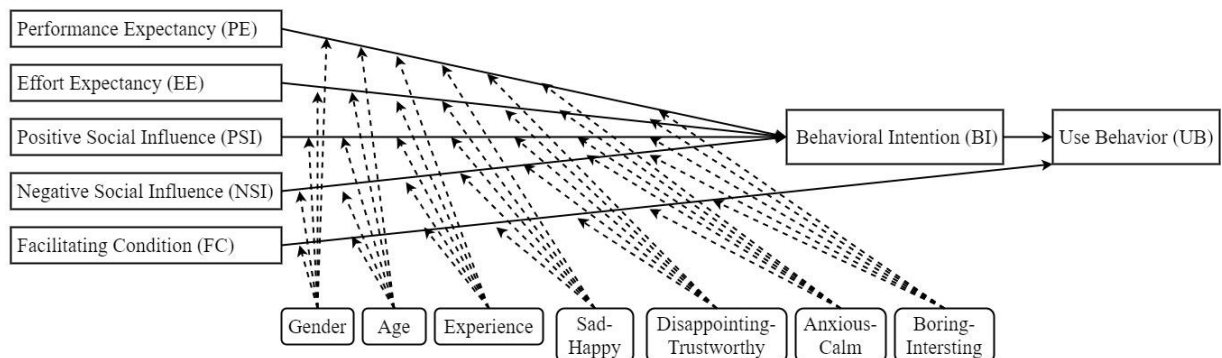 Performance Expectancy (PE)
Effort Expectancy (EE)
Positive Social Influence (PSI)
Behavioral Intention (BI)
Use Behavior (UB)
Negative Social Influence (NSI)
Facilitating Condition (FC)
Gender
Age
Experience
Sad-
Happy
Disappointing-
Trustworthy
Anxious-
Calm
Boring-
Intersting